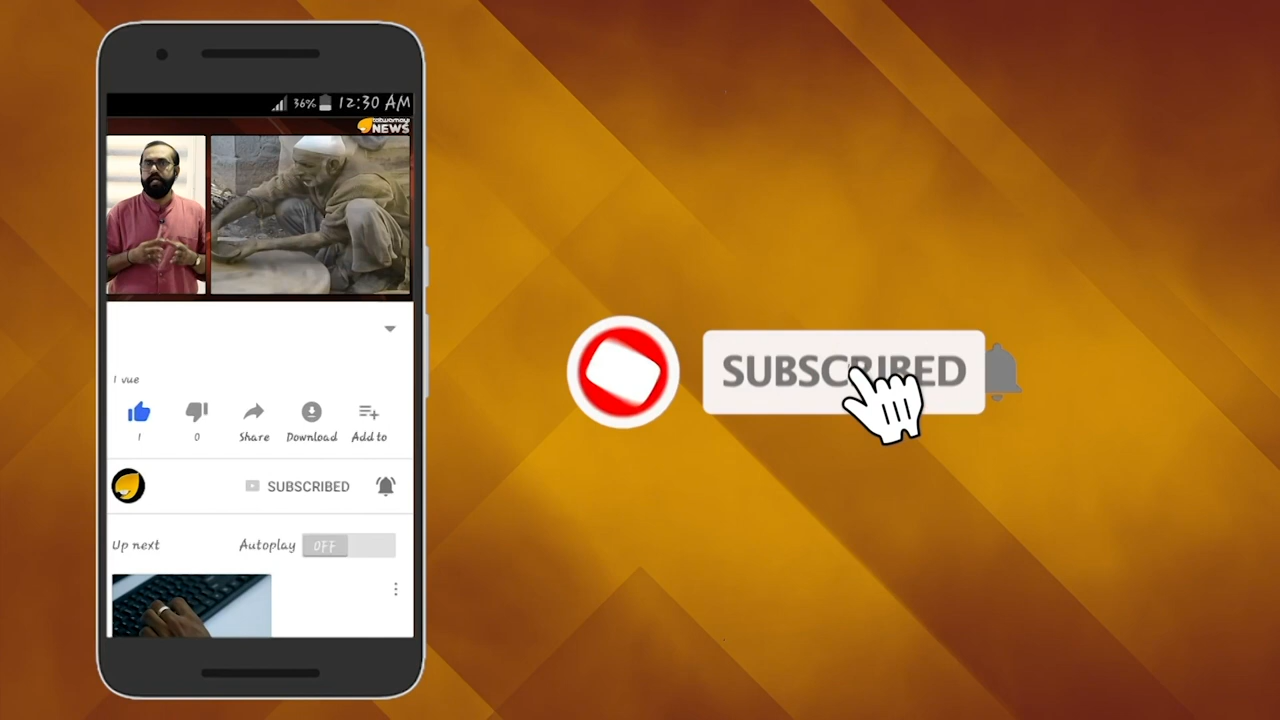 36% 12:30 AM
tatwamayi
NEWS
1 vue
1
0
Share
Download
Add to
SUBSCRIBED
Up next
Autoplay
OFF
SUBSCRIBED